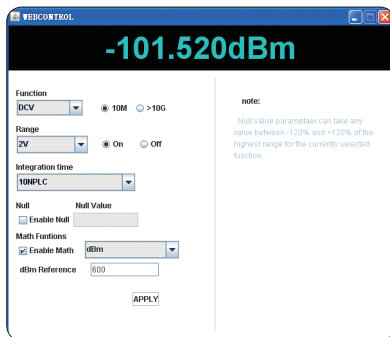 WEBCONTROL
-101.520dBm
Function
DCV 10M >10G
Range
2V On Off
Integration time
10NPLC
Null Null Value
Enable Null
Math Funtions
Enable Math dBm
dBm Reference 600
APPLY
note:
Null Value parametaer can take any
value between -120% and +120% of the
highest range for the currently selected
function.